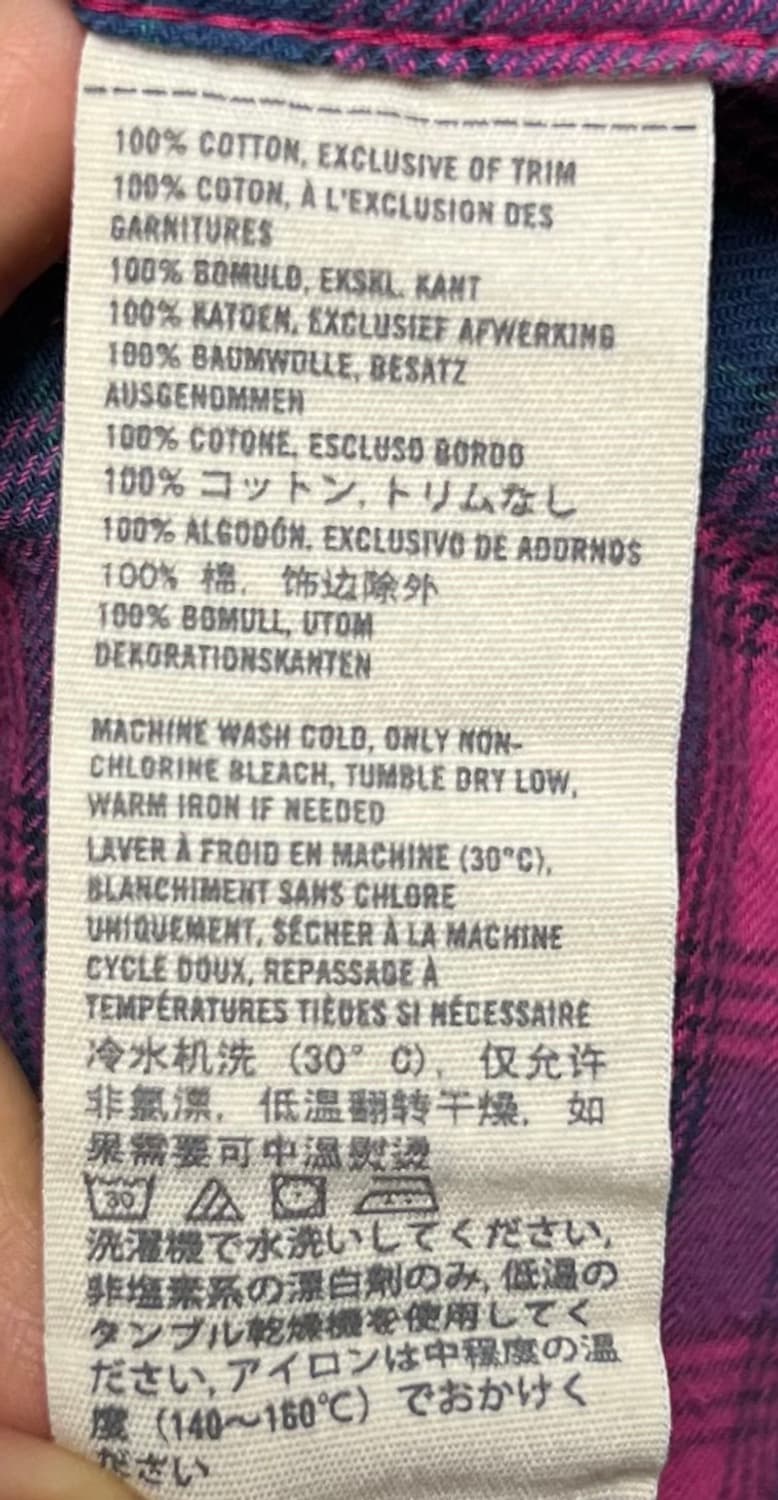 100% COTTON, EXCLUSIVE OF TRIM
100% COTON, À L'EXCLUSION DES
GARNITURES
100% BOMULD, EKSKL. KANT
100% KATOEN, EXCLUSIEF AFWERKING
100% BAUMWOLLE, BESATZ
AUSGENOMMEN
100% COTONE, ESCLUSO BORDO
100% コットン, トリムなし
100% ALGODÓN, EXCLUSIVO DE ADORNOS
100% 棉, 饰边除外
100% BOMULL, UTOM
DEKORATIONSKANTEN
MACHINE WASH COLD, ONLY NON-
CHLORINE BLEACH, TUMBLE DRY LOW,
WARM IRON IF NEEDED
LAVER À FROID EN MACHINE (30°C),
BLANCHIMENT SANS CHLORE
UNIQUEMENT, SÉCHER À LA MACHINE
CYCLE DOUX, REPASSAGE À
TEMPÉRATURES TIÈDES SI NÉCESSAIRE
冷水机洗 (30° C), 仅允许
非氯漂, 低温翻转干燥, 如
果需要可中温熨烫
30
洗濯機で水洗いしてください,
非塩素系の漂白剤のみ, 低温の
タンブル乾燥機を使用してく
ださい, アイロンは中程度の温
度 (140～160℃) でおかけく
ださい